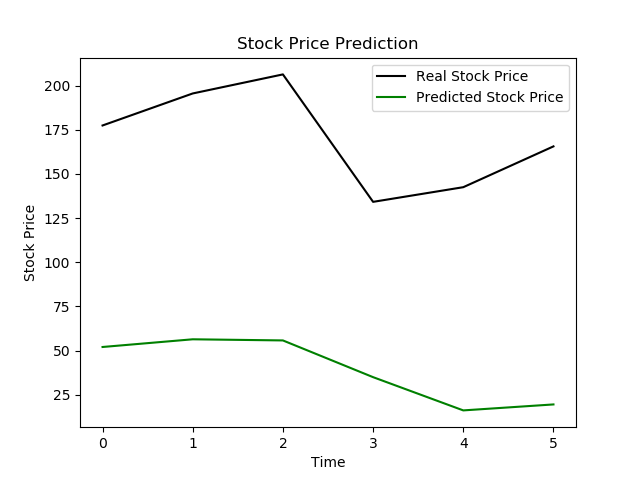 Stock Price Prediction
Real Stock Price
Predicted Stock Price
Stock Price
200
175
150
125
100
75
50
25
0 1 2 3 4 5
Time